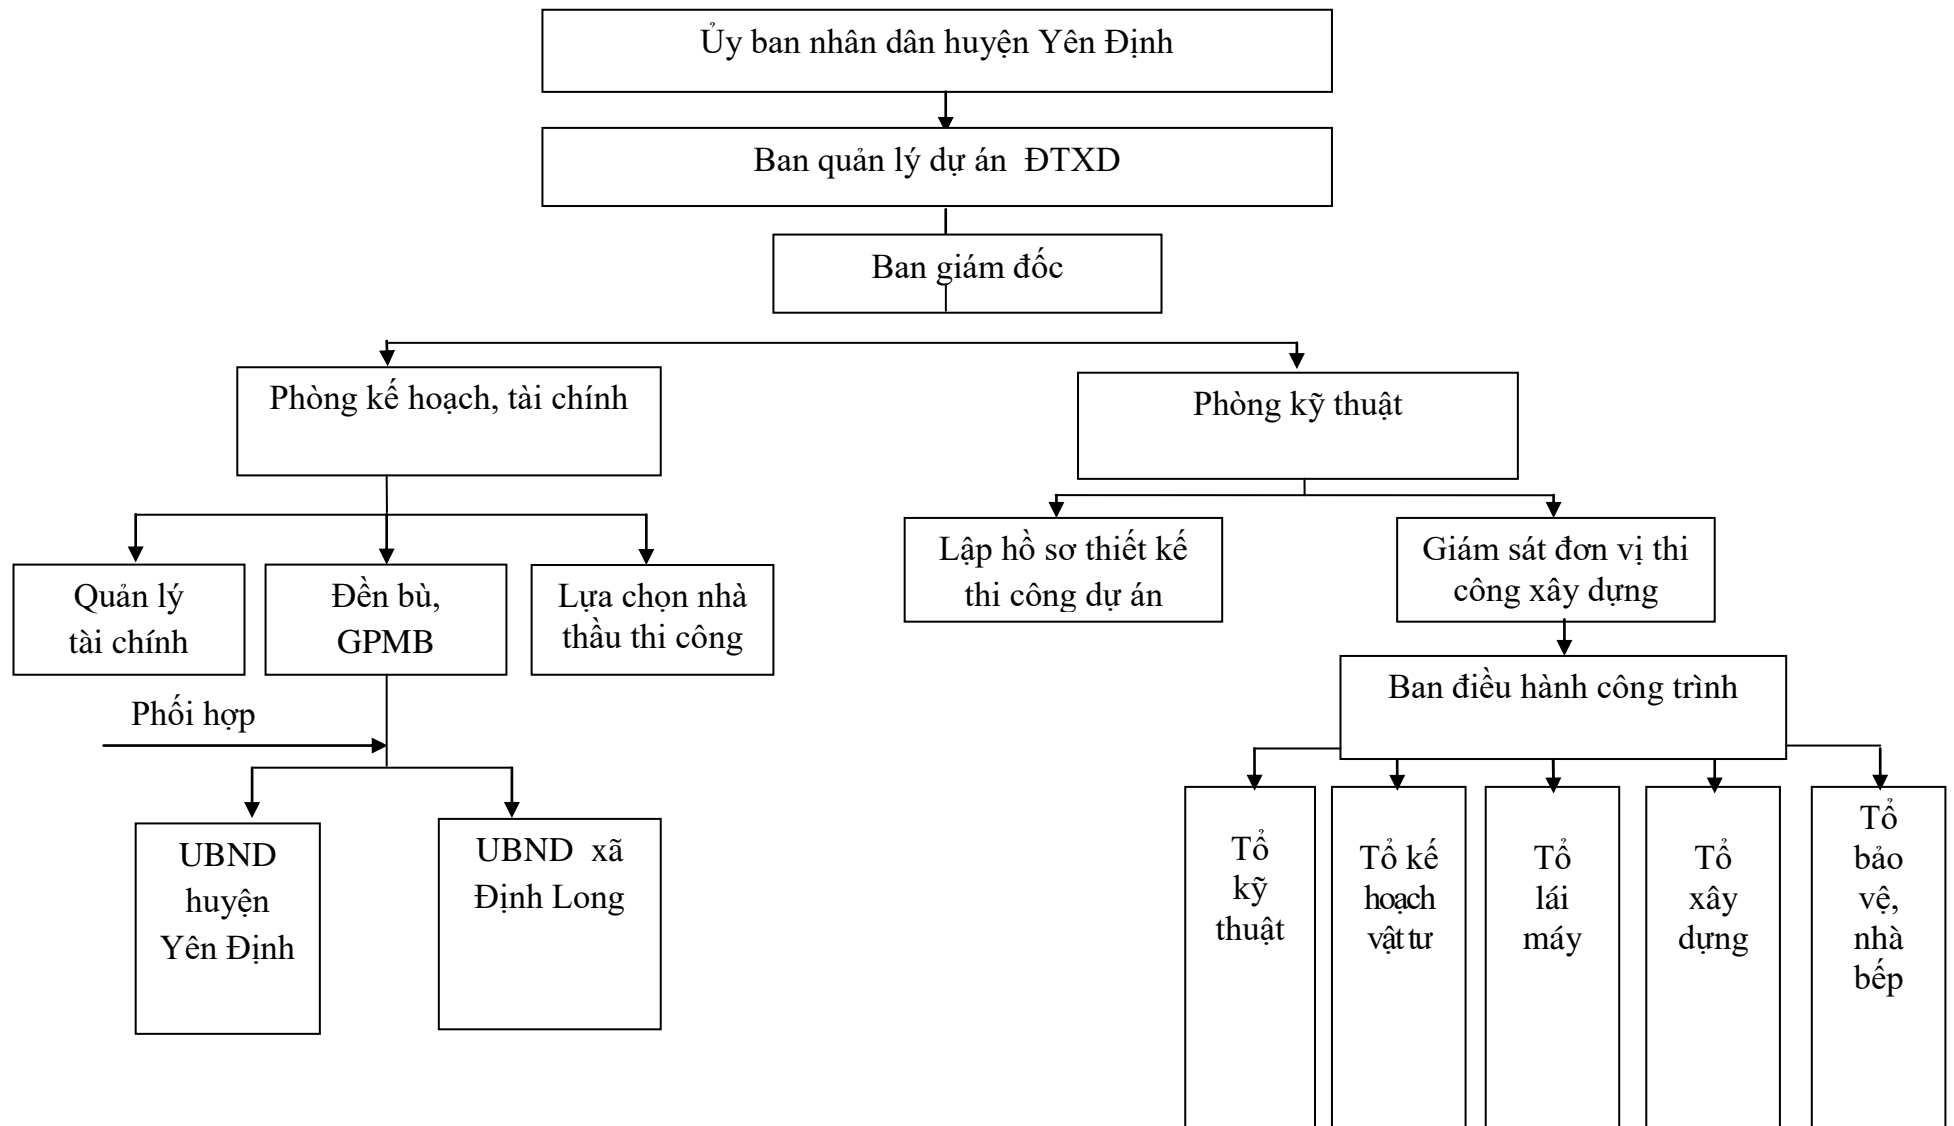 Ủy ban nhân dân huyện Yên Định
Ban quản lý dự án ĐTXD
Ban giám đốc
Phòng kế hoạch, tài chính
Phòng kỹ thuật
Quản lý
tài chính
Đền bù,
GPMB
Lựa chọn nhà
thầu thi công
Lập hồ sơ thiết kế
thi công dự án
Giám sát đơn vị thi
công xây dựng
Phối hợp
Ban điều hành công trình
UBND
huyện
Yên Định
UBND xã
Định Long
Tổ
kỹ
thuật
Tổ kế
hoạch
vật tư
Tổ
lái
máy
Tổ
xây
dựng
Tổ
bảo
vệ,
nhà
bếp